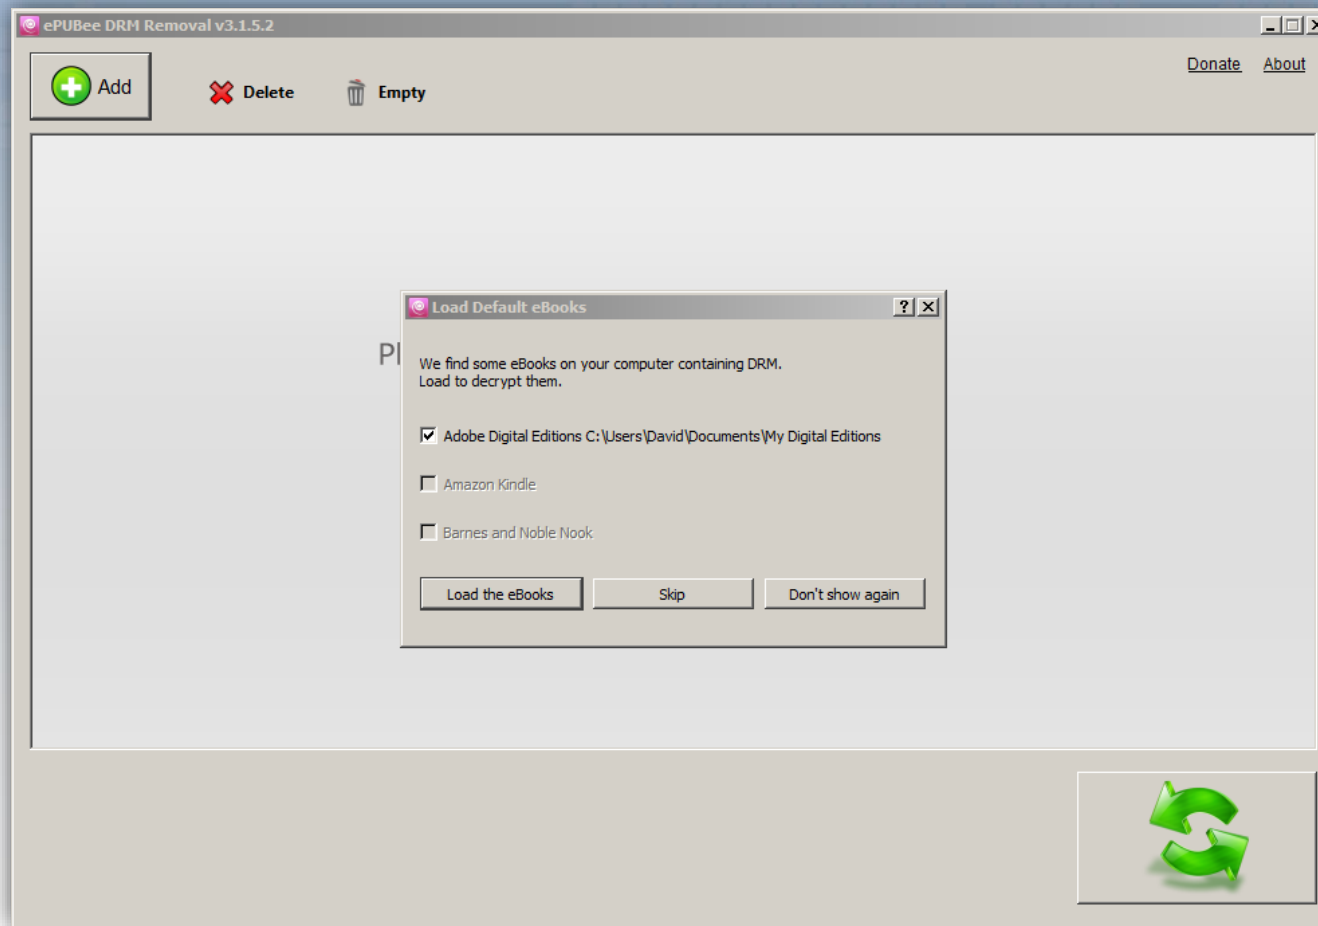 ePUBee DRM Removal v3.1.5.2
Donate About
Add Delete Empty
Pl
Load Default eBooks
We find some eBooks on your computer containing DRM.
Load to decrypt them.
Adobe Digital Editions C:\Users\David\Documents\My Digital Editions
Amazon Kindle
Barnes and Noble Nook
Load the eBooks Skip Don't show again